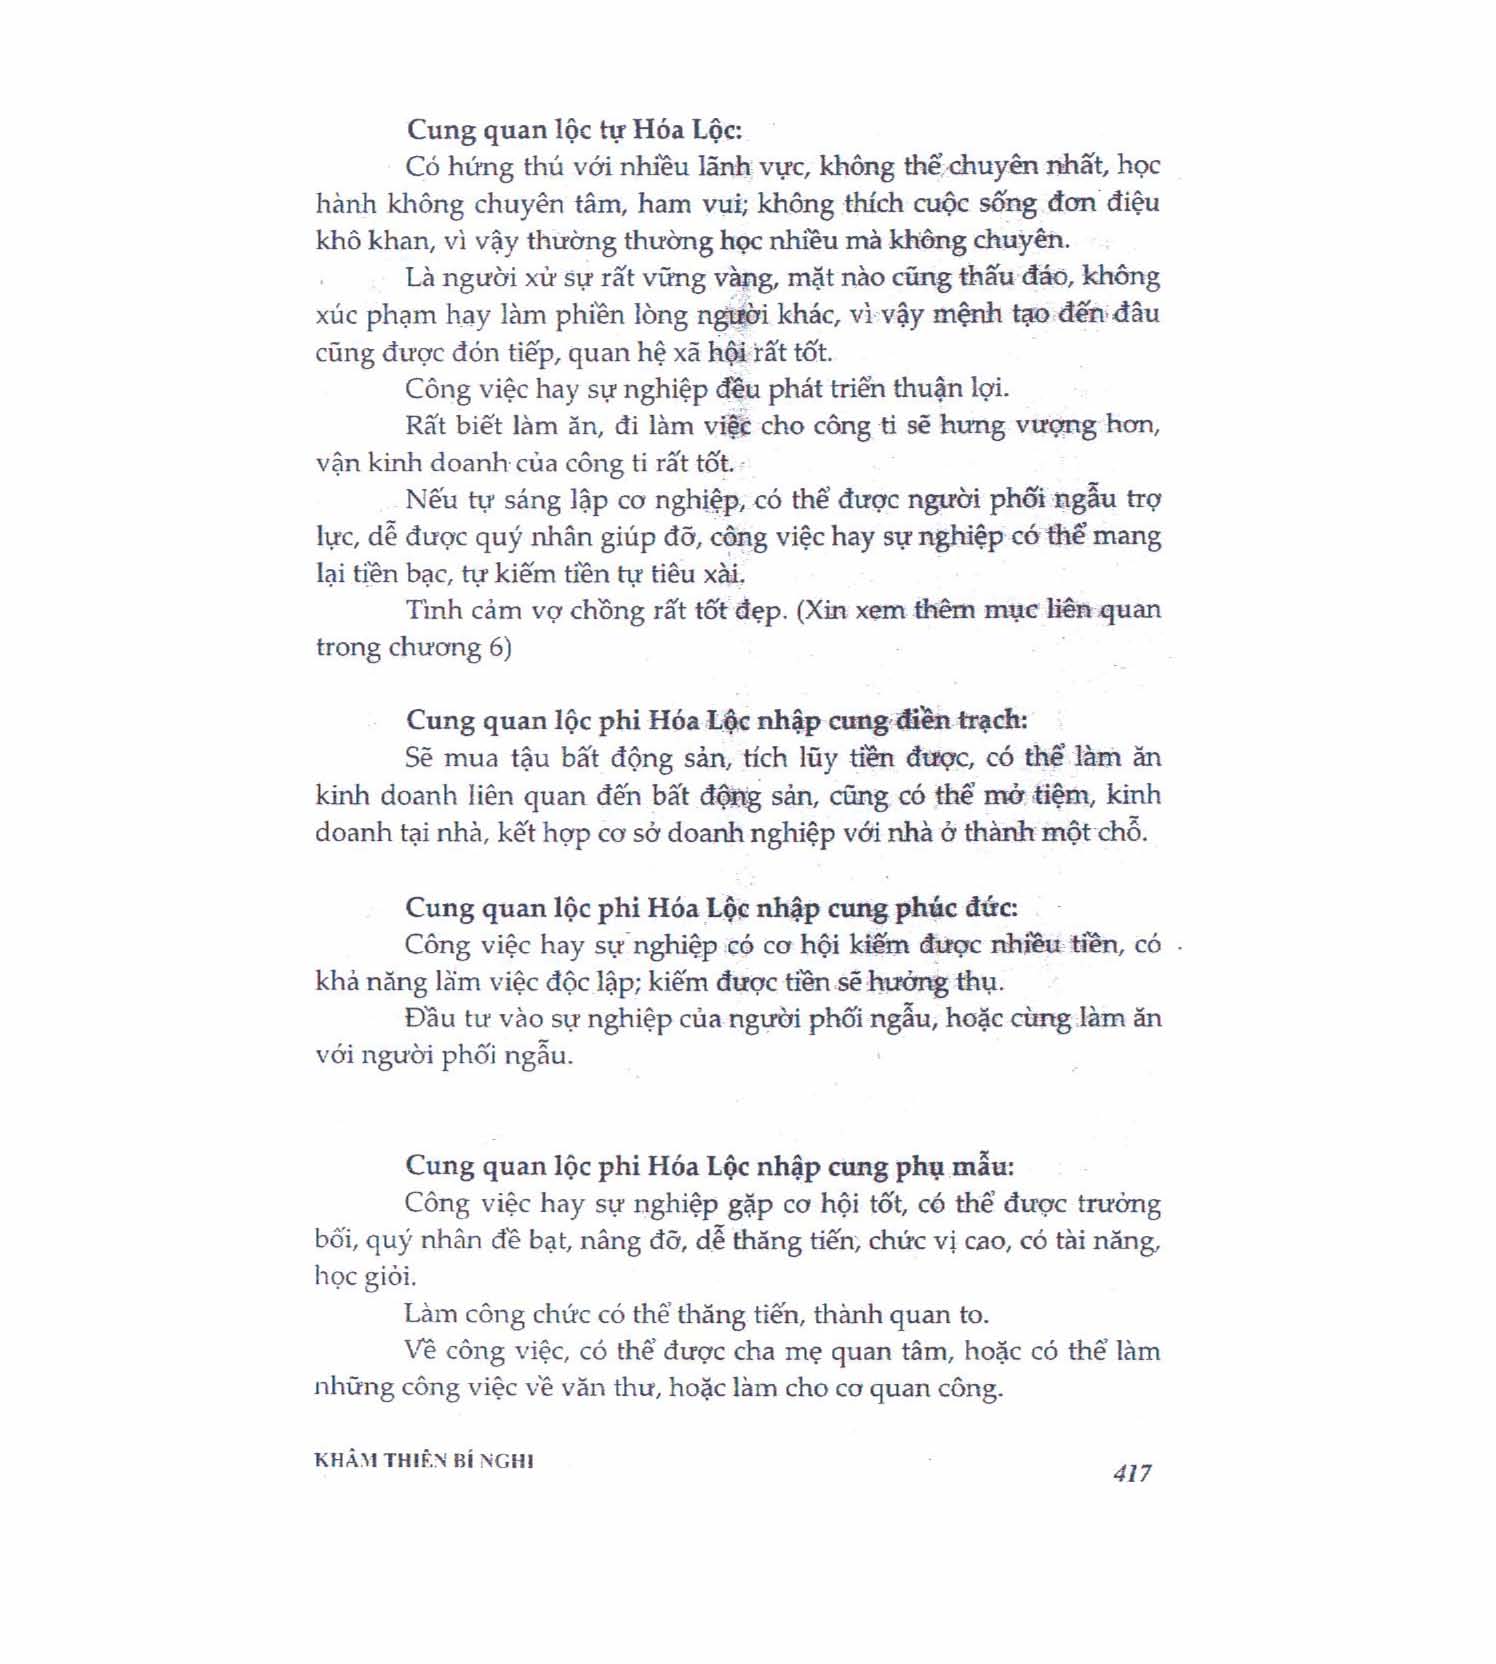 Cung quan lộc tự Hóa Lộc:
Có hứng thú với nhiều lãnh vực, không thể chuyên nhất, học
hành không chuyên tâm, ham vui; không thích cuộc sống đơn điệu
khô khan, vì vậy thường thường học nhiều mà không chuyên.
Là người xử sự rất vững vàng, mặt nào cũng thấu đáo, không
xúc phạm hay làm phiền lòng người khác, vì vậy mệnh tạo đến đâu
cũng được đón tiếp, quan hệ xã hội rất tốt.
Công việc hay sự nghiệp đều phát triển thuận lợi.
Rất biết làm ăn, đi làm việc cho công ti sẽ hưng vượng hơn,
vận kinh doanh của công ti rất tốt.
Nếu tự sáng lập cơ nghiệp, có thể được người phối ngẫu trợ
lực, dễ được quý nhân giúp đỡ, công việc hay sự nghiệp có thể mang
lại tiền bạc, tự kiếm tiền tự tiêu xài.
Tình cảm vợ chồng rất tốt đẹp. (Xin xem thêm mục liên quan
trong chương 6)
Cung quan lộc phi Hóa Lộc nhập cung điền trạch:
Sẽ mua tậu bất động sản, tích lũy tiền được, có thể làm ăn
kinh doanh liên quan đến bất động sản, cũng có thể mở tiệm, kinh
doanh tại nhà, kết hợp cơ sở doanh nghiệp với nhà ở thành một chỗ.
Cung quan lộc phi Hóa Lộc nhập cung phúc đức:
Công việc hay sự nghiệp có cơ hội kiếm được nhiều tiền, có
khả năng làm việc độc lập; kiếm được tiền sẽ hưởng thụ.
Đầu tư vào sự nghiệp của người phối ngẫu, hoặc cùng làm ăn
với người phối ngẫu.
Cung quan lộc phi Hóa Lộc nhập cung phụ mẫu:
Công việc hay sự nghiệp gặp cơ hội tốt, có thể được trưởng
bối, quý nhân đề bạt, nâng đỡ, dễ thăng tiến, chức vị cao, có tài năng,
học giỏi.
Làm công chức có thể thăng tiến, thành quan to.
Về công việc, có thể được cha mẹ quan tâm, hoặc có thể làm
những công việc về văn thư, hoặc làm cho cơ quan công.
KHÂM THIÊN BÍ NGHI
417